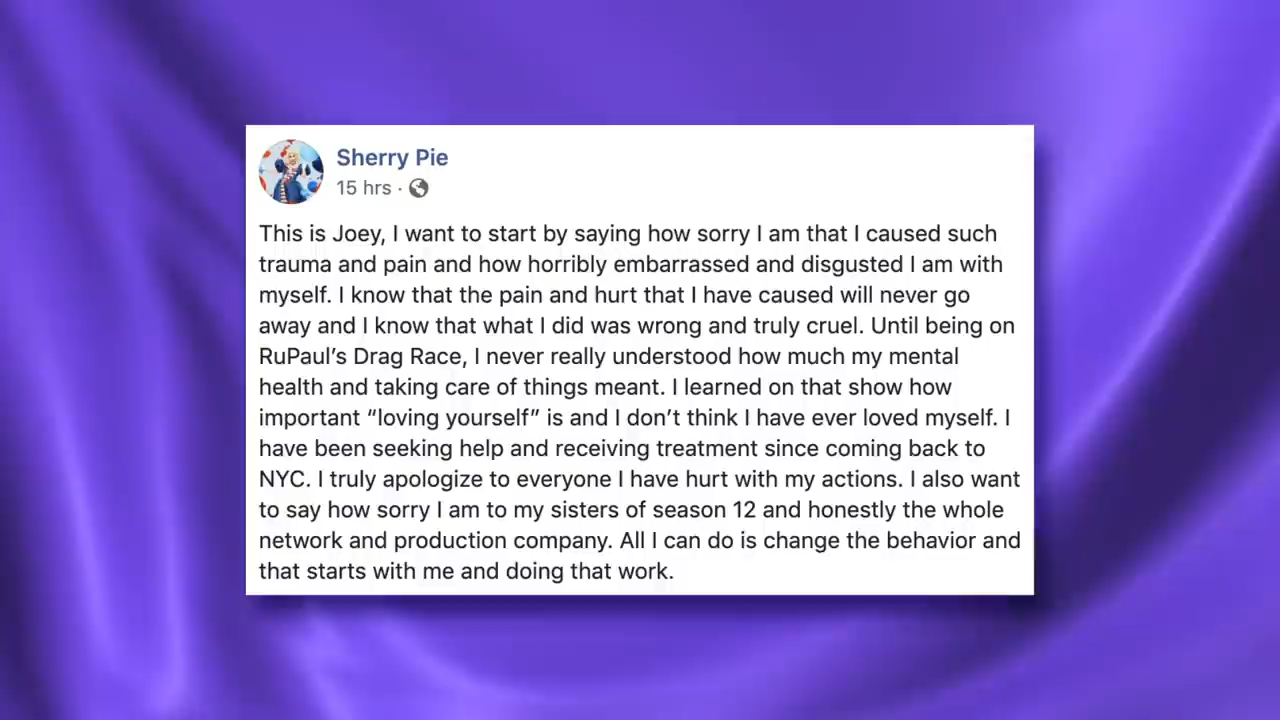 Sherry Pie
15 hrs ·
This is Joey, I want to start by saying how sorry I am that I caused such
trauma and pain and how horribly embarrassed and disgusted I am with
myself. I know that the pain and hurt that I have caused will never go
away and I know that what I did was wrong and truly cruel. Until being on
RuPaul’s Drag Race, I never really understood how much my mental
health and taking care of things meant. I learned on that show how
important “loving yourself” is and I don’t think I have ever loved myself. I
have been seeking help and receiving treatment since coming back to
NYC. I truly apologize to everyone I have hurt with my actions. I also want
to say how sorry I am to my sisters of season 12 and honestly the whole
network and production company. All I can do is change the behavior and
that starts with me and doing that work.